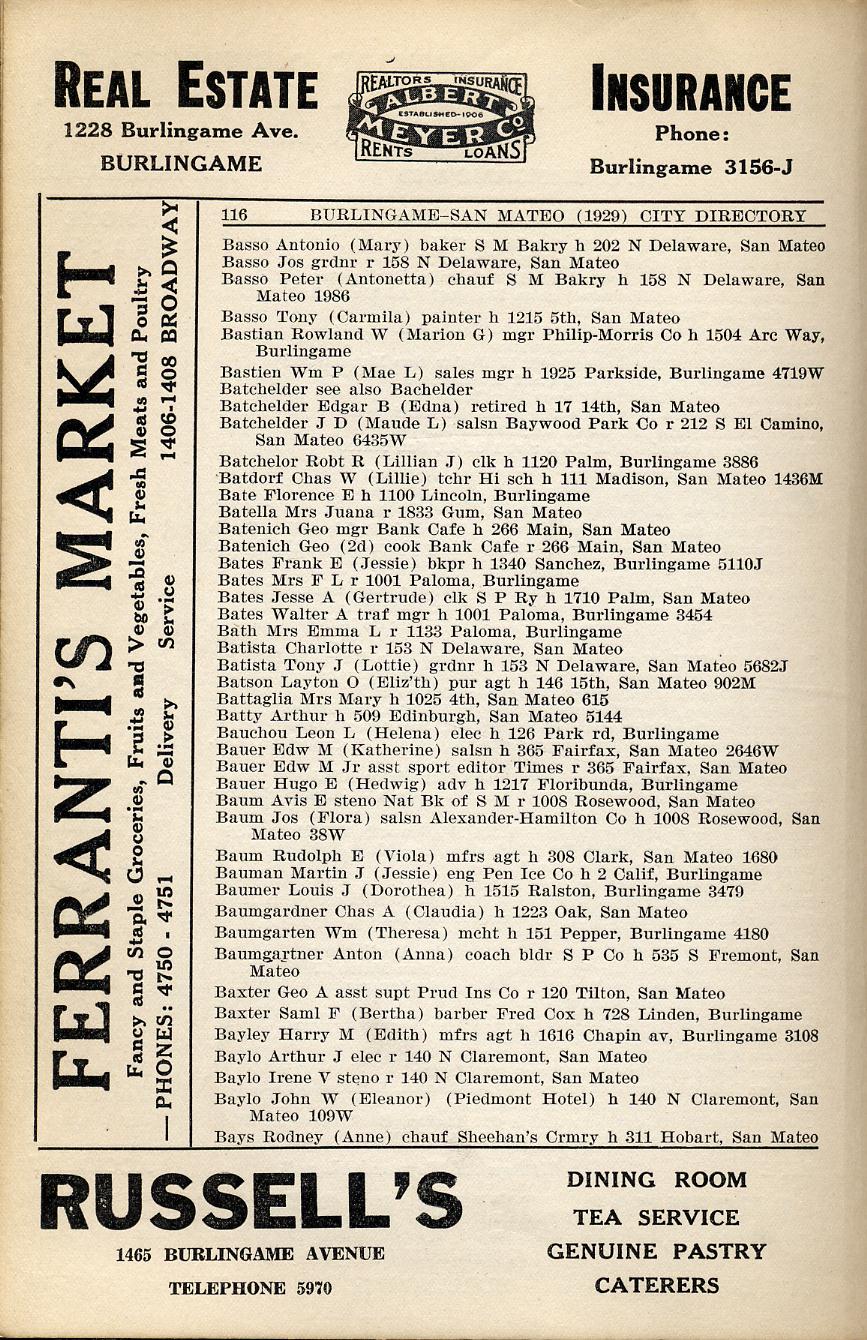 REAL ESTATE
1228 Burlingame Ave.
BURLINGAME
REALTORS INSURANCE
ALBERT
ESTABLISHED-1906
MEYER CO
RENTS LOANS
INSURANCE
Phone:
Burlingame 3156-J
FERRANTI'S MARKET
Fancy and Staple Groceries, Fruits and Vegetables, Fresh Meats and Poultry
— PHONES: 4750 - 4751 Delivery Service 1406-1408 BROADWAY
116 BURLINGAME–SAN MATEO (1929) CITY DIRECTORY
Basso Antonio (Mary) baker S M Bakry h 202 N Delaware, San Mateo
Basso Jos grdnr r 158 N Delaware, San Mateo
Basso Peter (Antonetta) chauf S M Bakry h 158 N Delaware, San
Mateo 1986
Basso Tony (Carmila) painter h 1215 5th, San Mateo
Bastian Rowland W (Marion G) mgr Philip-Morris Co h 1504 Arc Way,
Burlingame
Bastien Wm P (Mae L) sales mgr h 1925 Parkside, Burlingame 4719W
Batchelder see also Bachelder
Batchelder Edgar B (Edna) retired h 17 14th, San Mateo
Batchelder J D (Maude L) salsn Baywood Park Co r 212 S El Camino,
San Mateo 6435W
Batchelor Robt R (Lillian J) clk h 1120 Palm, Burlingame 3886
Batdorf Chas W (Lillie) tchr Hi sch h 111 Madison, San Mateo 1436M
Bate Florence E h 1100 Lincoln, Burlingame
Batella Mrs Juana r 1833 Gum, San Mateo
Batenich Geo mgr Bank Cafe h 266 Main, San Mateo
Batenich Geo (2d) cook Bank Cafe r 266 Main, San Mateo
Bates Frank E (Jessie) bkpr h 1340 Sanchez, Burlingame 5110J
Bates Mrs F L r 1001 Paloma, Burlingame
Bates Jesse A (Gertrude) clk S P Ry h 1710 Palm, San Mateo
Bates Walter A traf mgr h 1001 Paloma, Burlingame 3454
Bath Mrs Emma L r 1133 Paloma, Burlingame
Batista Charlotte r 153 N Delaware, San Mateo
Batista Tony J (Lottie) grdnr h 153 N Delaware, San Mateo 5682J
Batson Layton O (Eliz'th) pur agt h 146 15th, San Mateo 902M
Battaglia Mrs Mary h 1025 4th, San Mateo 615
Batty Arthur h 509 Edinburgh, San Mateo 5144
Bauchou Leon L (Helena) elec h 126 Park rd, Burlingame
Bauer Edw M (Katherine) salsn h 365 Fairfax, San Mateo 2646W
Bauer Edw M Jr asst sport editor Times r 365 Fairfax, San Mateo
Bauer Hugo E (Hedwig) adv h 1217 Floribunda, Burlingame
Baum Avis E steno Nat Bk of S M r 1008 Rosewood, San Mateo
Baum Jos (Flora) salsn Alexander-Hamilton Co h 1008 Rosewood, San
Mateo 38W
Baum Rudolph E (Viola) mfrs agt h 308 Clark, San Mateo 1680
Bauman Martin J (Jessie) eng Pen Ice Co h 2 Calif, Burlingame
Baumer Louis J (Dorothea) h 1515 Ralston, Burlingame 3479
Baumgardner Chas A (Claudia) h 1223 Oak, San Mateo
Baumgarten Wm (Theresa) mcht h 151 Pepper, Burlingame 4180
Baumgartner Anton (Anna) coach bldr S P Co h 535 S Fremont, San
Mateo
Baxter Geo A asst supt Prud Ins Co r 120 Tilton, San Mateo
Baxter Saml F (Bertha) barber Fred Cox h 728 Linden, Burlingame
Bayley Harry M (Edith) mfrs agt h 1616 Chapin av, Burlingame 3108
Baylo Arthur J elec r 140 N Claremont, San Mateo
Baylo Irene V steno r 140 N Claremont, San Mateo
Baylo John W (Eleanor) (Piedmont Hotel) h 140 N Claremont, San
Mateo 109W
Bays Rodney (Anne) chauf Sheehan's Crmry h 311 Hobart, San Mateo
RUSSELL'S
1465 BURLINGAME AVENUE
TELEPHONE 5970
DINING ROOM
TEA SERVICE
GENUINE PASTRY
CATERERS